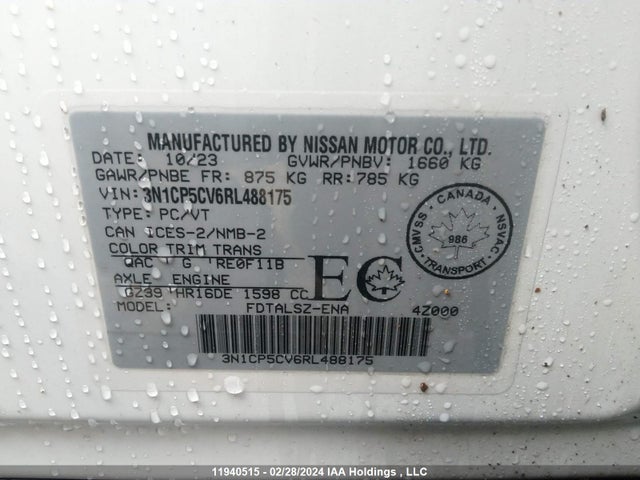 MANUFACTURED BY NISSAN MOTOR CO., LTD.
DATE: 10/23 GVWR/PNBV: 1660 KG
GAWR/PNBE FR: 875 KG RR: 785 KG
VIN: 3N1CP5CV6RL488175
TYPE: PC/VT
CAN ICES-2/NMB-2
COLOR TRIM TRANS
QAC G RE0F11B
AXLE ENGINE
GZ39 HR16DE 1598 CC
MODEL: FDTALSZ-ENA 4Z000
EC
CANADA
CMVSS NSVAC
986
TRANSPORT
3N1CP5CV6RL488175
11940515 - 02/28/2024 IAA Holdings , LLC